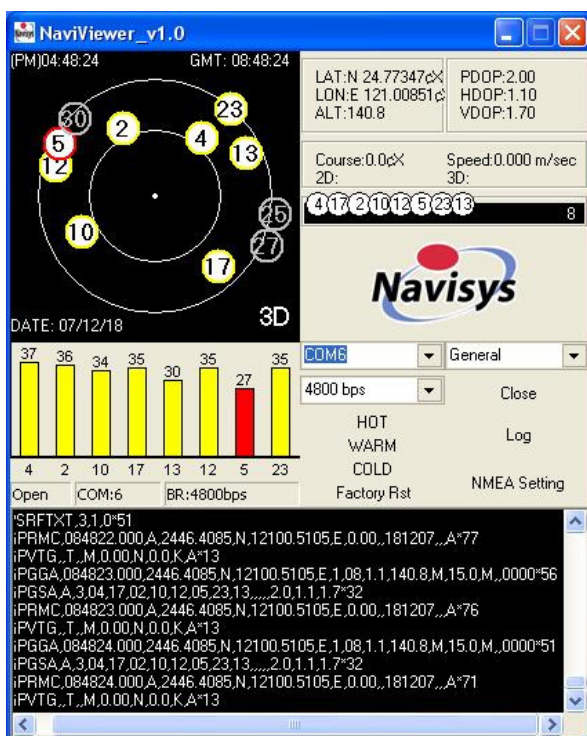 NaviViewer_v1.0
(PM)04:48:24 GMT: 08:48:24
30
2
23
5
4
12
13
25
10
27
17
DATE: 07/12/18 3D
LAT:N 24.77347¢X
LON:E 121.00851¢
ALT:140.8
PDOP:2.00
HDOP:1.10
VDOP:1.70
Course:0.0¢X Speed:0.000 m/sec
2D: 3D:
4 17 2 10 12 5 23 13
8
Navisys
37 36 34 35 30 35 27 35
4 2 10 17 13 12 5 23
Open COM:6 BR:4800bps
COM6 General
4800 bps Close
HOT
WARM Log
COLD
Factory Rst NMEA Setting
'SRFTXT,3,1,0*51
iPRMC,084822.000,A,2446.4085,N,12100.5105,E,0.00,,181207,,,A*77
iPVTG,,T,,M,0.00,N,0.0,K,A*13
iPGGA,084823.000,2446.4085,N,12100.5105,E,1,08,1.1,140.8,M,15.0,M,,0000*56
iPGSA,A,3,04,17,02,10,12,05,23,13,,,,,2.0,1.1,1.7*32
iPRMC,084823.000,A,2446.4085,N,12100.5105,E,0.00,,181207,,,A*76
iPVTG,,T,,M,0.00,N,0.0,K,A*13
iPGGA,084824.000,2446.4085,N,12100.5105,E,1,08,1.1,140.8,M,15.0,M,,0000*51
iPGSA,A,3,04,17,02,10,12,05,23,13,,,,,2.0,1.1,1.7*32
iPRMC,084824.000,A,2446.4085,N,12100.5105,E,0.00,,181207,,,A*71
iPVTG,,T,,M,0.00,N,0.0,K,A*13